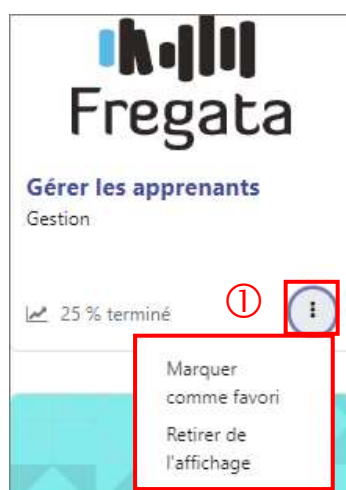 Fregata
Gérer les apprenants
Gestion
25 % terminé
①
Marquer
comme favori
Retirer de
l'affichage